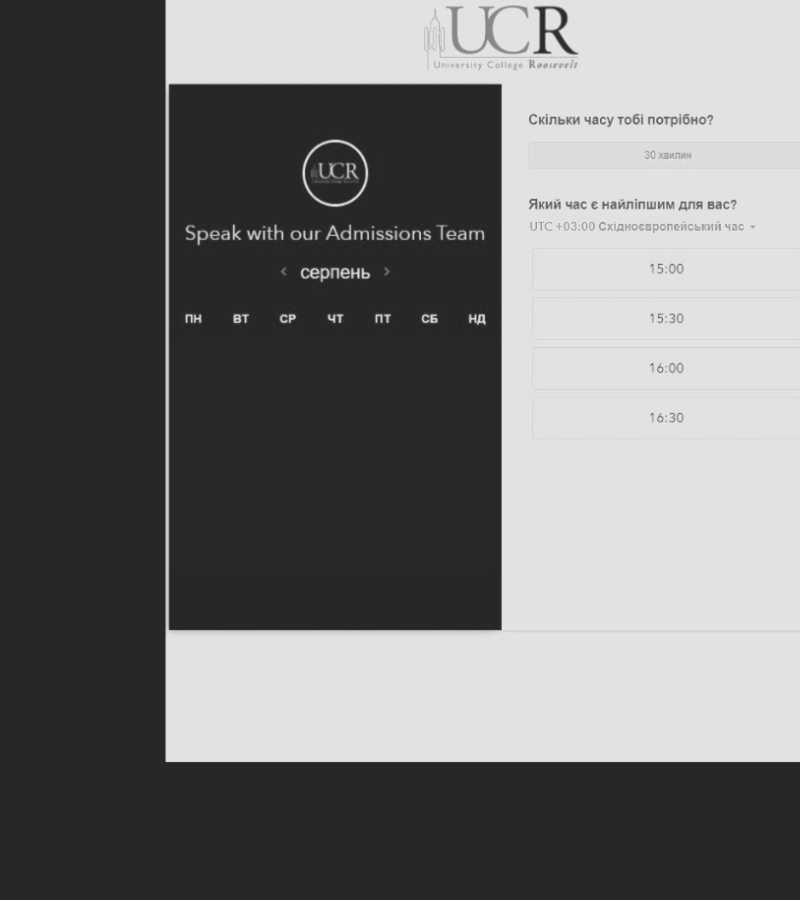 UCR
University College Roosevelt
UCR
Speak with our Admissions Team
< серпень >
ПН ВТ СР ЧТ ПТ СБ НД
Скільки часу тобі потрібно?
30 хвилин
Який час є найліпшим для вас?
UTC +03:00 Східноєвропейський час
15:00
15:30
16:00
16:30